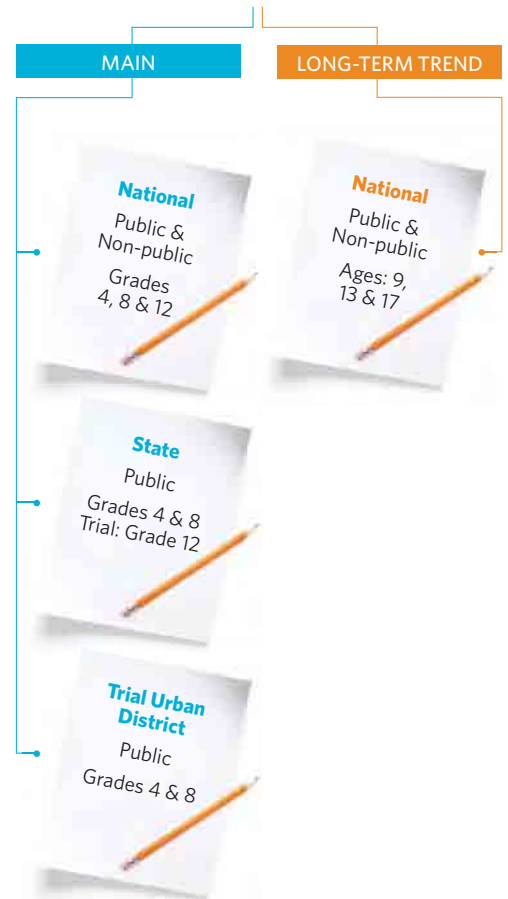 MAIN
LONG-TERM TREND
National
Public &
Non-public
Grades
4, 8 & 12
National
Public &
Non-public
Ages: 9,
13 & 17
State
Public
Grades 4 & 8
Trial: Grade 12
Trial Urban
District
Public
Grades 4 & 8